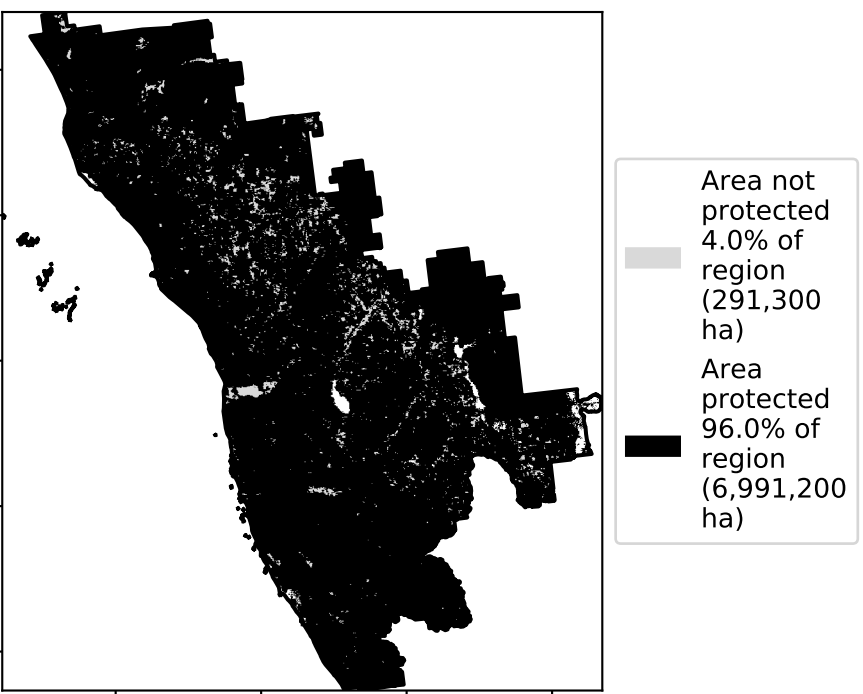 Area not
protected
4.0% of
region
(291,300
ha)
Area
protected
96.0% of
region
(6,991,200
ha)